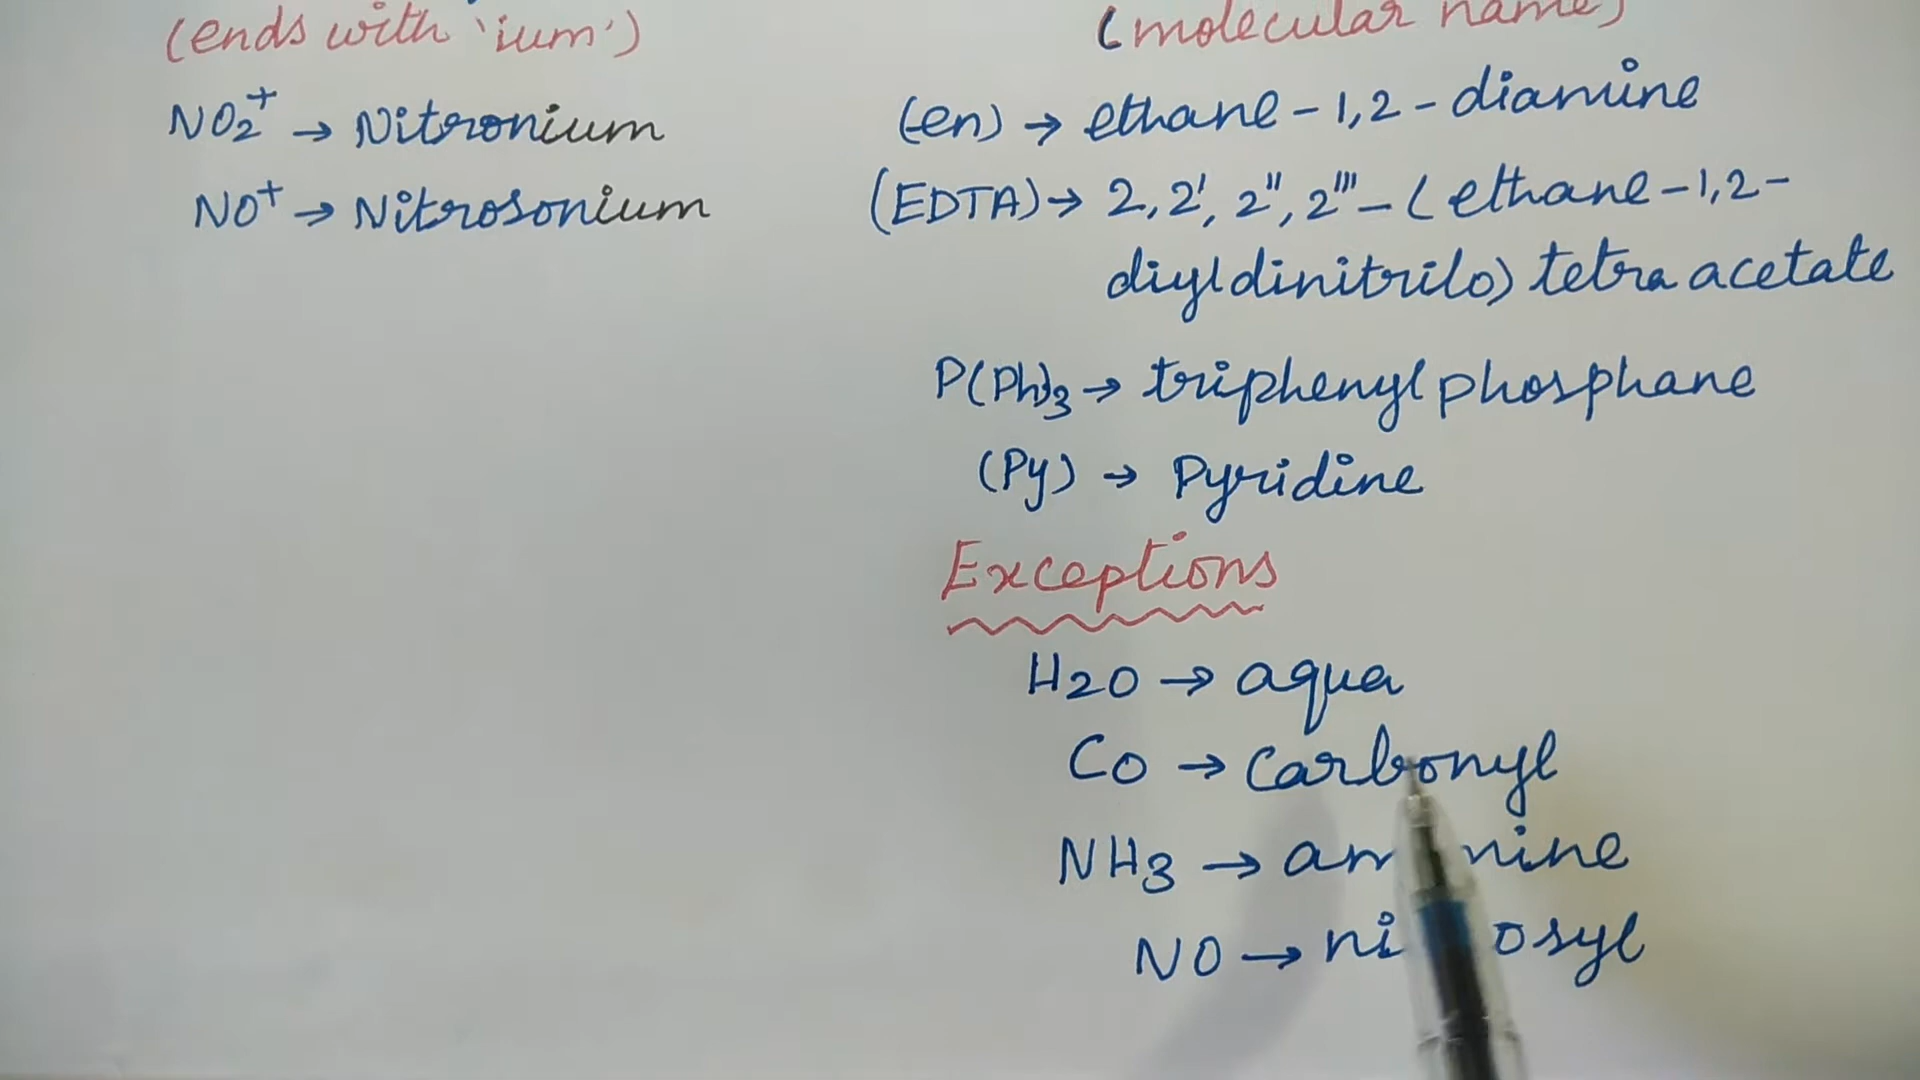 (ends with 'ium')
NO2+ → Nitronium
NO+ → Nitrosonium
(molecular name)
(en) → ethane-1,2-diamine
(EDTA) → 2,2',2'',2'''-(ethane-1,2-
diyldinitrilo) tetra acetate
P(Ph)3 → triphenyl phosphane
(Py) → Pyridine
Exceptions
H2O → aqua
CO → Carbonyl
NH3 →
NO →